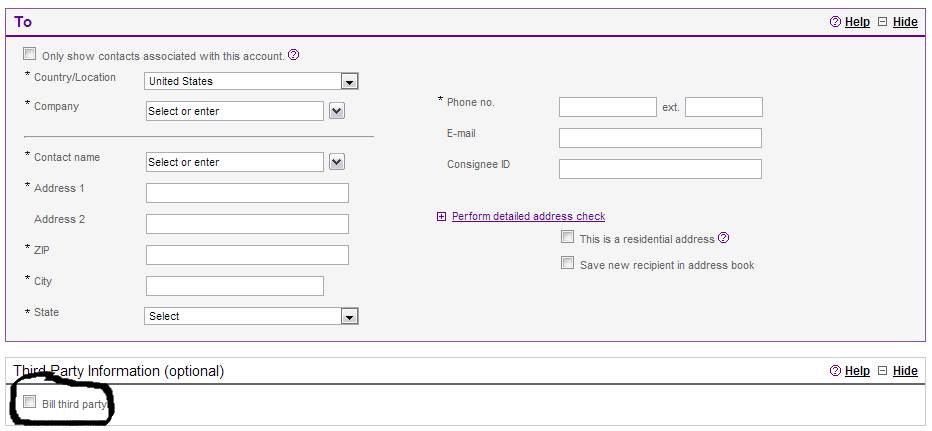 To
Help Hide
Only show contacts associated with this account.
* Country/Location United States
* Company Select or enter
* Phone no. ext.
E-mail
* Contact name Select or enter
Consignee ID
* Address 1
Address 2
Perform detailed address check
This is a residential address
* ZIP
Save new recipient in address book
* City
* State Select
Third Party Information (optional)
Help Hide
Bill third party